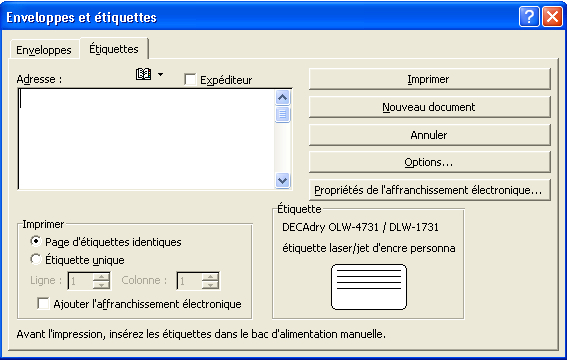 Enveloppes et étiquettes
Enveloppes Étiquettes
Adresse : Expéditeur
Imprimer
Nouveau document
Annuler
Options...
Propriétés de l'affranchissement électronique...
Imprimer
Page d'étiquettes identiques
Étiquette unique
Ligne : 1 Colonne : 1
Ajouter l'affranchissement électronique
Étiquette
DECAdry OLW-4731 / DLW-1731
étiquette laser/jet d'encre personna
Avant l'impression, insérez les étiquettes dans le bac d'alimentation manuelle.